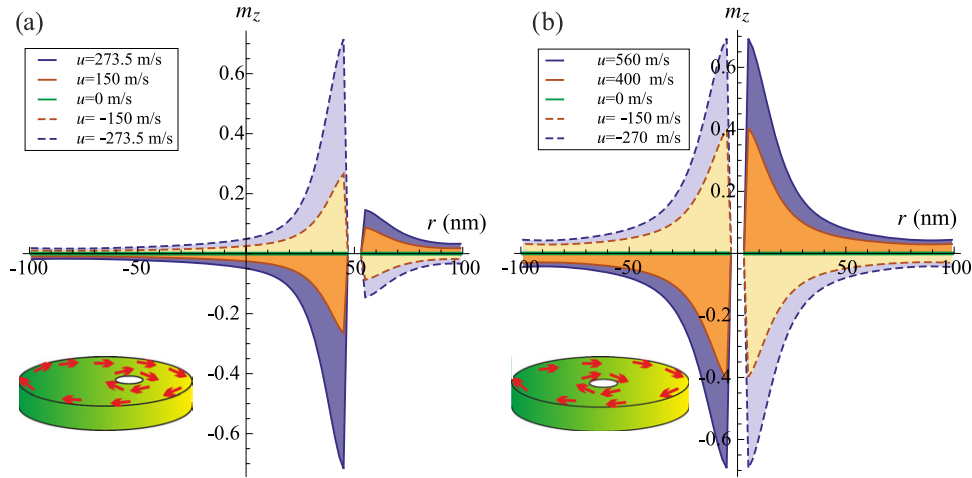 (a)
m_z
u=273.5 m/s
u=150 m/s
u=0 m/s
u= -150 m/s
u= -273.5 m/s
0.6
0.4
0.2
r (nm)
-100
-50
0
50
100
-0.2
-0.4
-0.6
(b)
m_z
u=560 m/s
u=400 m/s
u=0 m/s
u= -150 m/s
u= -270 m/s
0.6
0.4
0.2
r (nm)
-100
-50
0
50
100
-0.2
-0.4
-0.6